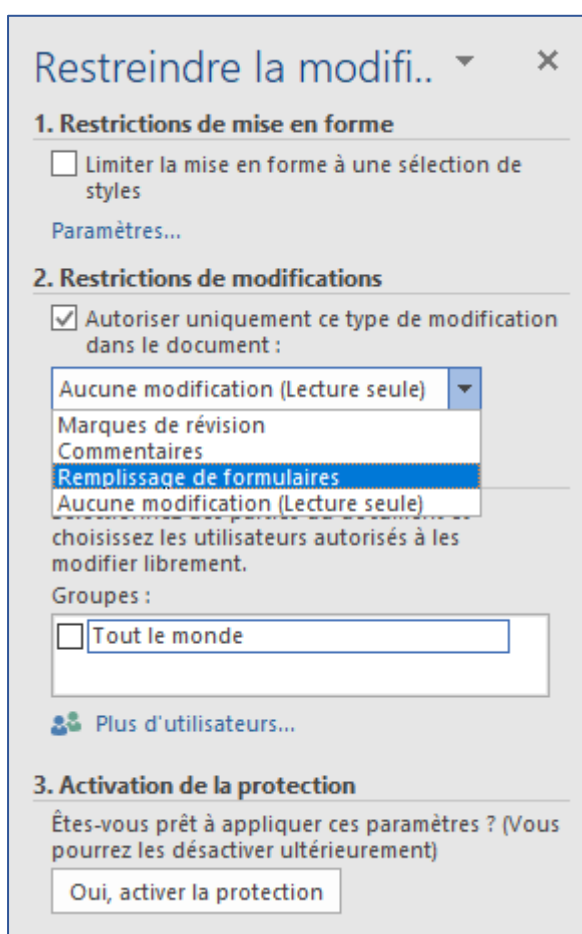 Restreindre la modifi..
1. Restrictions de mise en forme
Limiter la mise en forme à une sélection de
styles
Paramètres...
2. Restrictions de modifications
Autoriser uniquement ce type de modification
dans le document :
Aucune modification (Lecture seule)
Marques de révision
Commentaires
Remplissage de formulaires
Aucune modification (Lecture seule)
choisissez les utilisateurs autorisés à les
modifier librement.
Groupes :
Tout le monde
Plus d'utilisateurs...
3. Activation de la protection
Êtes-vous prêt à appliquer ces paramètres ? (Vous
pourrez les désactiver ultérieurement)
Oui, activer la protection